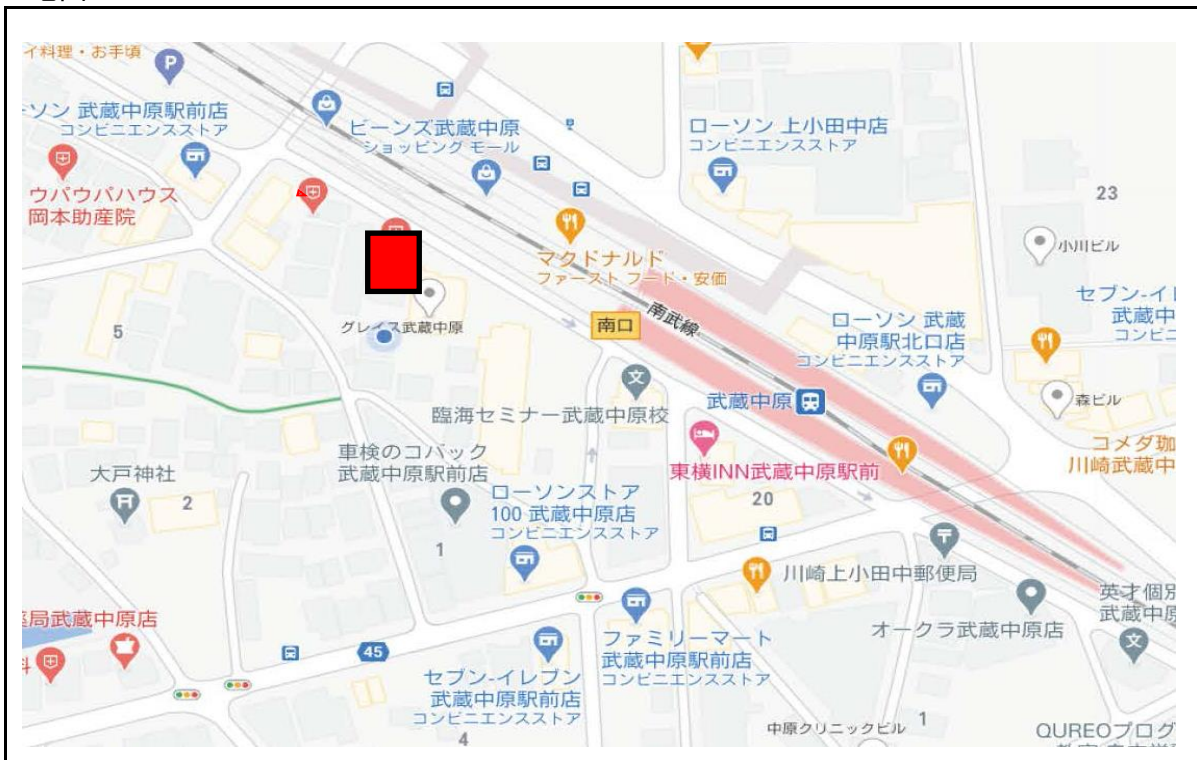 イ料理・お手頃
P
ーソン 武蔵中原駅前店
コンビニエンスストア
ビーンズ武蔵中原
ショッピング モール
ローソン 上小田中店
コンビニエンスストア
ウパウパハウス
岡本助産院
23
小川ビル
マクドナルド
ファースト フード・安価
セブン-イ
武蔵中
コンビニ
5
グレイス武蔵中原
南口
南武線
ローソン 武蔵
中原駅北口店
コンビニエンスストア
文
臨海セミナー武蔵中原校
武蔵中原
森ビル
コメダ珈
川崎武蔵中
車検のコバック
武蔵中原駅前店
東横INN武蔵中原駅前
大戸神社
2
ローソンストア
100 武蔵中原店
コンビニエンスストア
20
1
川崎上小田中郵便局
英才個別
武蔵中原
文
薬局武蔵中原店
オークラ武蔵中原店
ファミリーマート
武蔵中原駅前店
コンビニエンスストア
45
セブン-イレブン
武蔵中原駅前店
コンビニエンスストア
4
中原クリニックビル
1
QUREOプログ